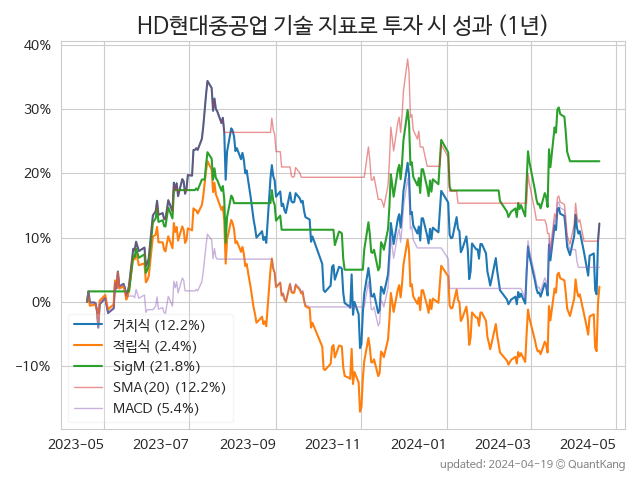 HD현대중공업 기술 지표로 투자 시 성과 (1년)
40%
30%
20%
10%
0%
−10%
거치식 (12.2%)
적립식 (2.4%)
SigM (21.8%)
SMA(20) (12.2%)
MACD (5.4%)
2023-05 2023-07 2023-09 2023-11 2024-01 2024-03 2024-05
updated: 2024-04-19 © QuantKang